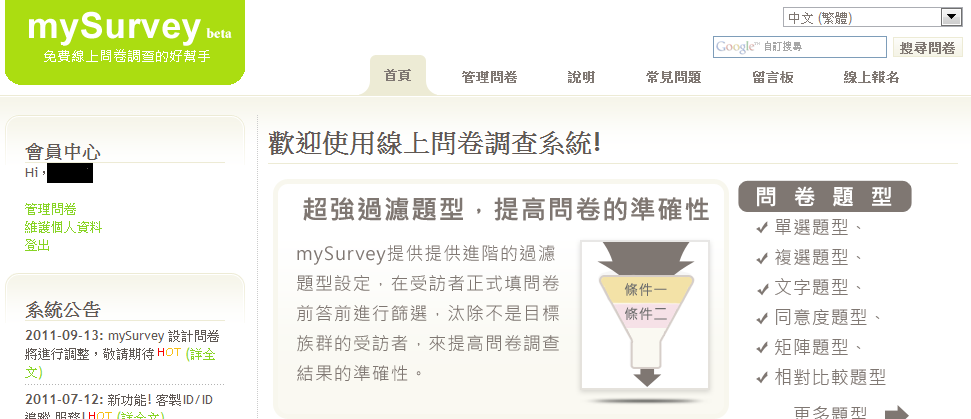 mySurvey beta
免費線上問卷調查的好幫手
中文 (繁體)
Google™ 自訂搜尋
搜尋問卷
首頁
管理問卷
說明
常見問題
留言板
線上報名
會員中心
Hi，
管理問卷
維護個人資料
登出
系統公告
2011-09-13: mySurvey 設計問卷
將進行調整，敬請期待 HOT (詳全
文)
2011-07-12: 新功能! 客製ID/ID
追蹤 服務! HOT (詳全文)
歡迎使用線上問卷調查系統!
超強過濾題型，提高問卷的準確性
mySurvey提供提供進階的過濾
題型設定，在受訪者正式填問卷
前答前進行篩選，汰除不是目標
族群的受訪者，來提高問卷調查
結果的準確性。
條件一
條件二
問卷題型
單選題型、
複選題型、
文字題型、
同意度題型、
矩陣題型、
相對比較題型
更多題型